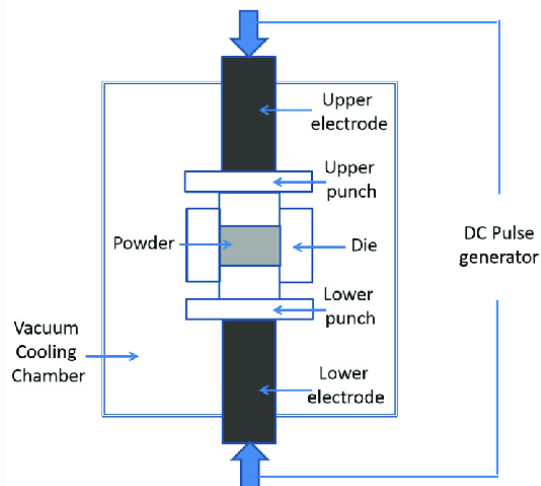 Upper
electrode
Upper
punch
Powder
Die
DC Pulse
generator
Lower
punch
Vacuum
Cooling
Chamber
Lower
electrode